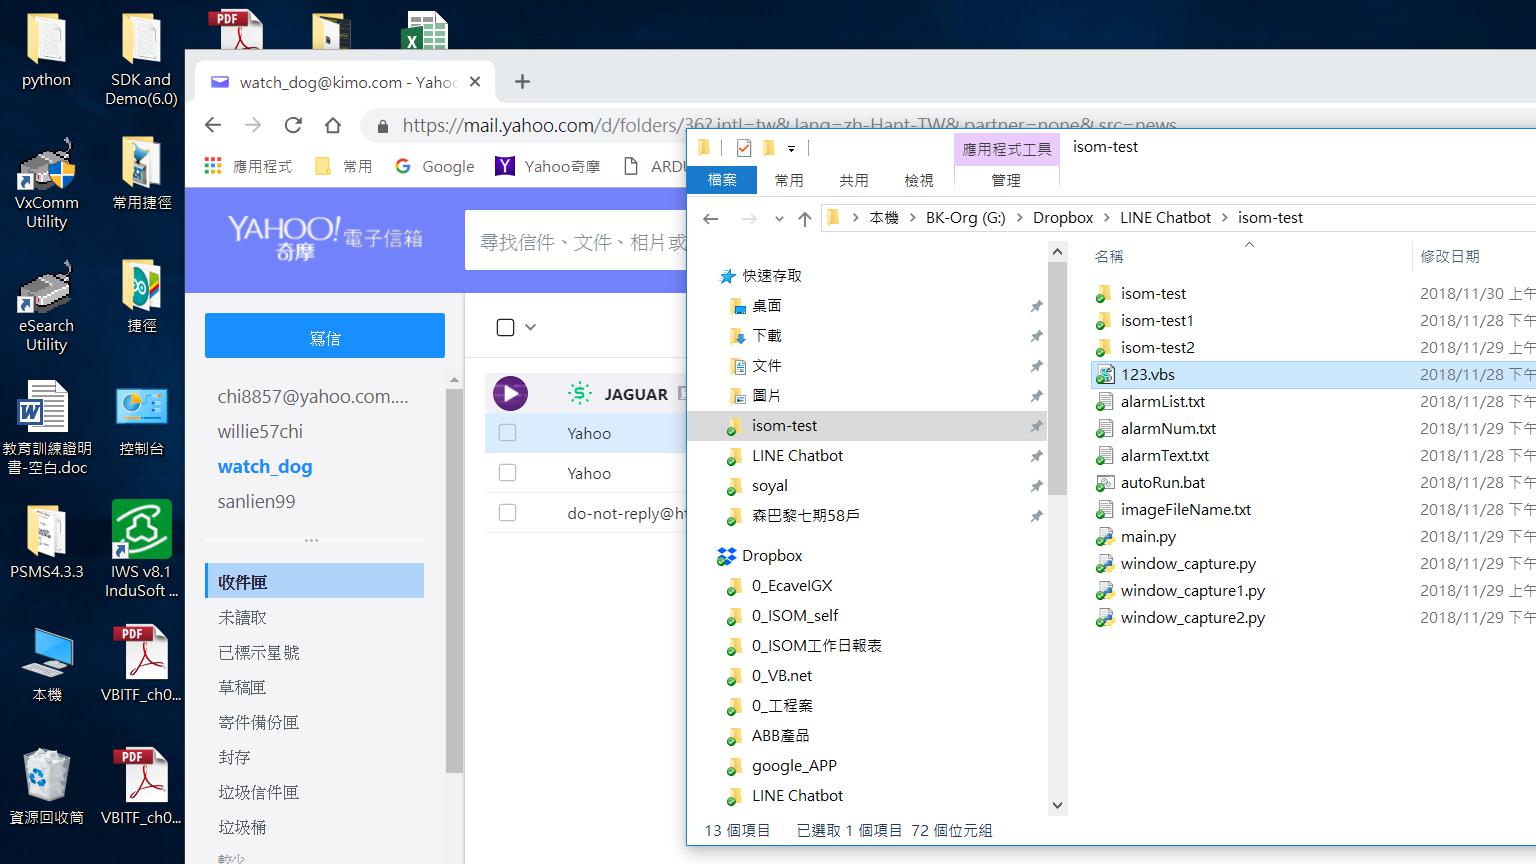 python
SDK and
Demo(6.0)
VxComm
Utility
常用捷徑
eSearch
Utility
捷徑
教育訓練證明
書-空白.doc
控制台
PSMS4.3.3
IWS v8.1
InduSoft ...
本機
VBITF_ch0...
資源回收筒
VBITF_ch0...
PDF
PDF
PDF
watch_dog@kimo.com - Yahoo
https://mail.yahoo.com/d/folders/36?.intl=tw&.lang=zh-Hant-TW&.partner=none&.src=news
應用程式
常用
Google
Yahoo奇摩
YAHOO!
奇摩
電子信箱
尋找信件、文件、相片或
寫信
chi8857@yahoo.com....
willie57chi
watch_dog
sanlien99
收件匣
未讀取
已標示星號
草稿匣
寄件備份匣
封存
垃圾信件匣
垃圾桶
較少
JAGUAR
Yahoo
Yahoo
應用程式工具
isom-test
檔案
常用
共用
檢視
管理
本機
BK-Org (G:)
Dropbox
LINE Chatbot
isom-test
快速存取
桌面
下載
文件
圖片
isom-test
LINE Chatbot
soyal
森巴黎七期58戶
Dropbox
0_EcaveIGX
0_ISOM_self
0_ISOM工作日報表
0_VB.net
0_工程案
ABB產品
google_APP
LINE Chatbot
名稱
修改日期
isom-test 2018/11/30 上午
isom-test1 2018/11/28 下午
isom-test2 2018/11/29 上午
123.vbs 2018/11/28 下午
alarmList.txt 2018/11/28 下午
alarmNum.txt 2018/11/29 下午
alarmText.txt 2018/11/28 下午
autoRun.bat 2018/11/28 下午
imageFileName.txt 2018/11/28 下午
main.py 2018/11/29 下午
window_capture.py 2018/11/29 下午
window_capture1.py 2018/11/29 上午
window_capture2.py 2018/11/29 下午
13 個項目
已選取 1 個項目 72 個位元組